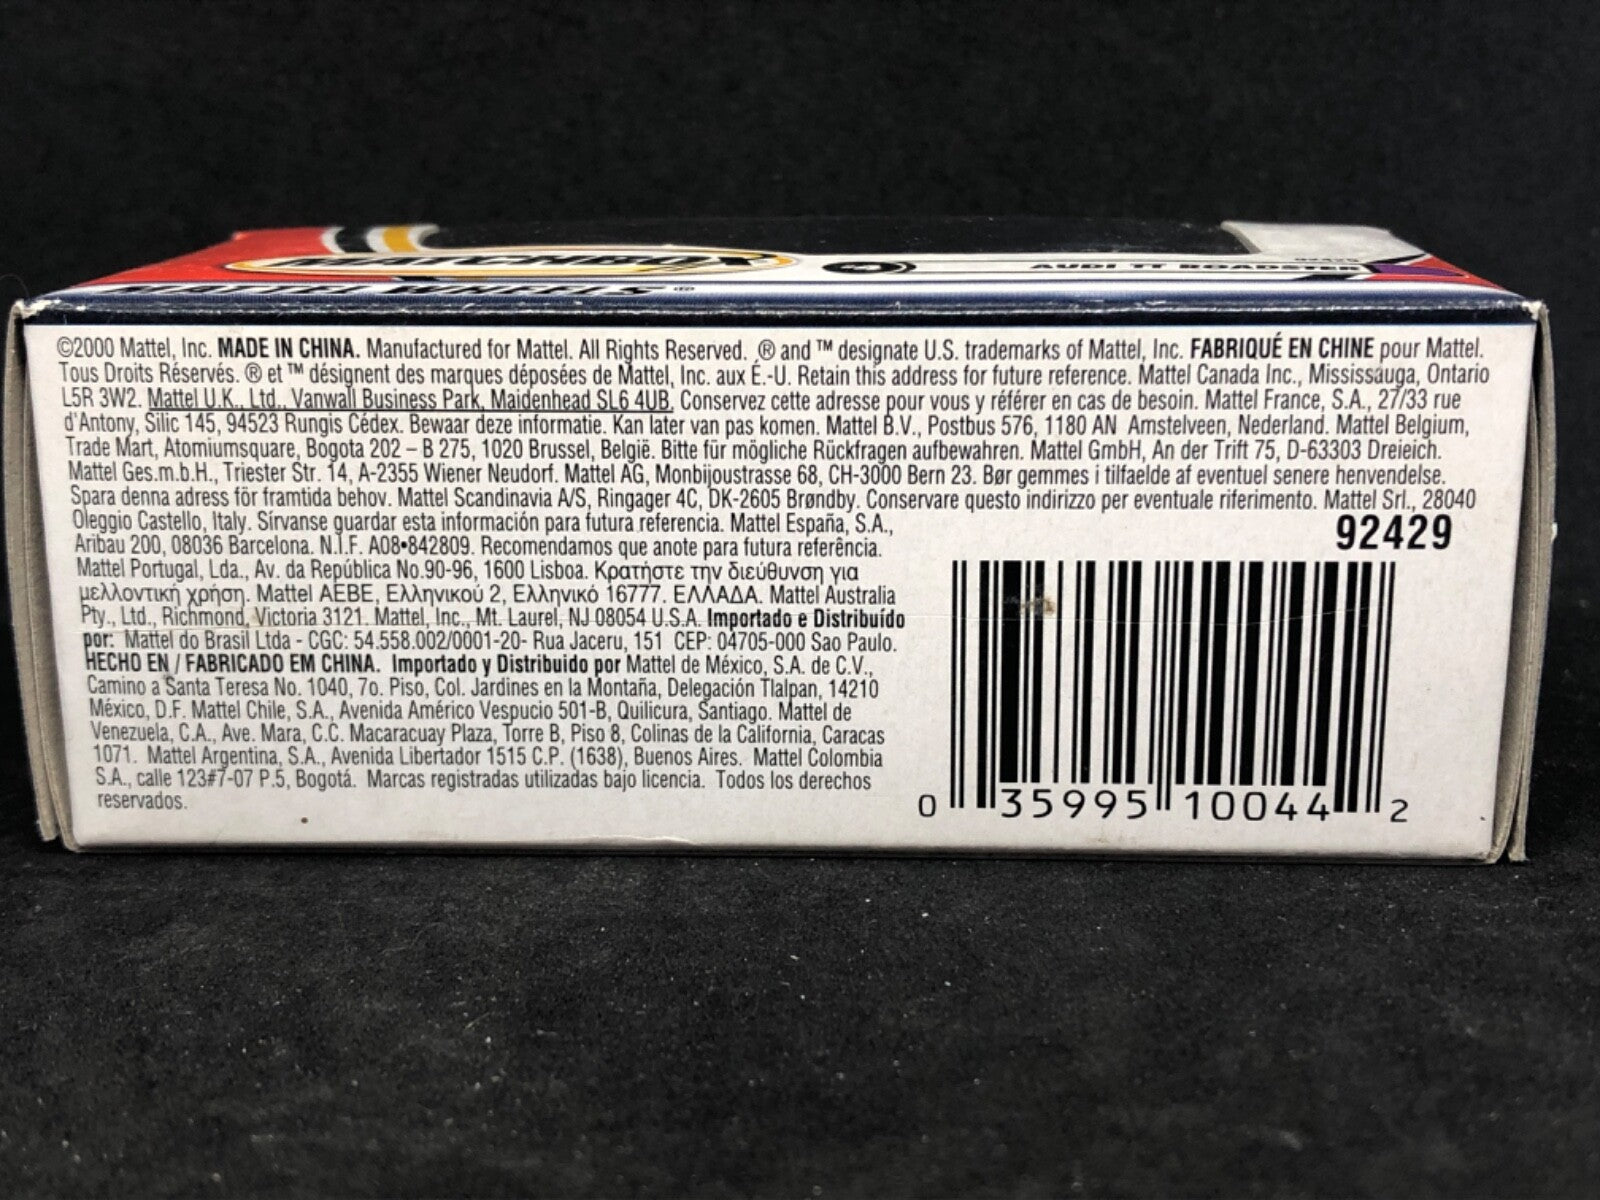 MATCHBOX
AUDI TT ROADSTER
MATTEL WHEELS®
©2000 Mattel, Inc. MADE IN CHINA. Manufactured for Mattel. All Rights Reserved. ® and ™ designate U.S. trademarks of Mattel, Inc. FABRIQUÉ EN CHINE pour Mattel.
Tous Droits Réservés. ® et ™ désignent des marques déposées de Mattel, Inc. aux É.-U. Retain this address for future reference. Mattel Canada Inc., Mississauga, Ontario
L5R 3W2. Mattel U.K., Ltd., Vanwall Business Park, Maidenhead SL6 4UB. Conservez cette adresse pour vous y référer en cas de besoin. Mattel France, S.A., 27/33 rue
d'Antony, Silic 145, 94523 Rungis Cédex. Bewaar deze informatie. Kan later van pas komen. Mattel B.V., Postbus 576, 1180 AN Amstelveen, Nederland. Mattel Belgium,
Trade Mart, Atomiumsquare, Bogota 202 – B 275, 1020 Brussel, België. Bitte für mögliche Rückfragen aufbewahren. Mattel GmbH, An der Trift 75, D-63303 Dreieich.
Mattel Ges.m.b.H., Triester Str. 14, A-2355 Wiener Neudorf. Mattel AG, Monbijoustrasse 68, CH-3000 Bern 23. Bør gemmes i tilfaelde af eventuel senere henvendelse.
Spara denna adress för framtida behov. Mattel Scandinavia A/S, Ringager 4C, DK-2605 Brøndby. Conservare questo indirizzo per eventuale riferimento. Mattel Srl., 28040
Oleggio Castello, Italy. Sírvanse guardar esta información para futura referencia. Mattel España, S.A.,
Aribau 200, 08036 Barcelona. N.I.F. A08•842809. Recomendamos que anote para futura referência.
Mattel Portugal, Lda., Av. da República No.90-96, 1600 Lisboa. Κρατήστε την διεύθυνση για
μελλοντική χρήση. Mattel AEBE, Ελληνικού 2, Ελληνικό 16777. ΕΛΛΑΔΑ. Mattel Australia
Pty., Ltd., Richmond, Victoria 3121. Mattel, Inc., Mt. Laurel, NJ 08054 U.S.A. Importado e Distribuído
por: Mattel do Brasil Ltda - CGC: 54.558.002/0001-20- Rua Jaceru, 151 CEP: 04705-000 Sao Paulo.
HECHO EN / FABRICADO EM CHINA. Importado y Distribuido por Mattel de México, S.A. de C.V.,
Camino a Santa Teresa No. 1040, 7o. Piso, Col. Jardines en la Montaña, Delegación Tlalpan, 14210
México, D.F. Mattel Chile, S.A., Avenida Américo Vespucio 501-B, Quilicura, Santiago. Mattel de
Venezuela, C.A., Ave. Mara, C.C. Macaracuay Plaza, Torre B, Piso 8, Colinas de la California, Caracas
1071. Mattel Argentina, S.A., Avenida Libertador 1515 C.P. (1638), Buenos Aires. Mattel Colombia
S.A., calle 123#7-07 P.5, Bogotá. Marcas registradas utilizadas bajo licencia. Todos los derechos
reservados.
92429
0 35995 10044 2